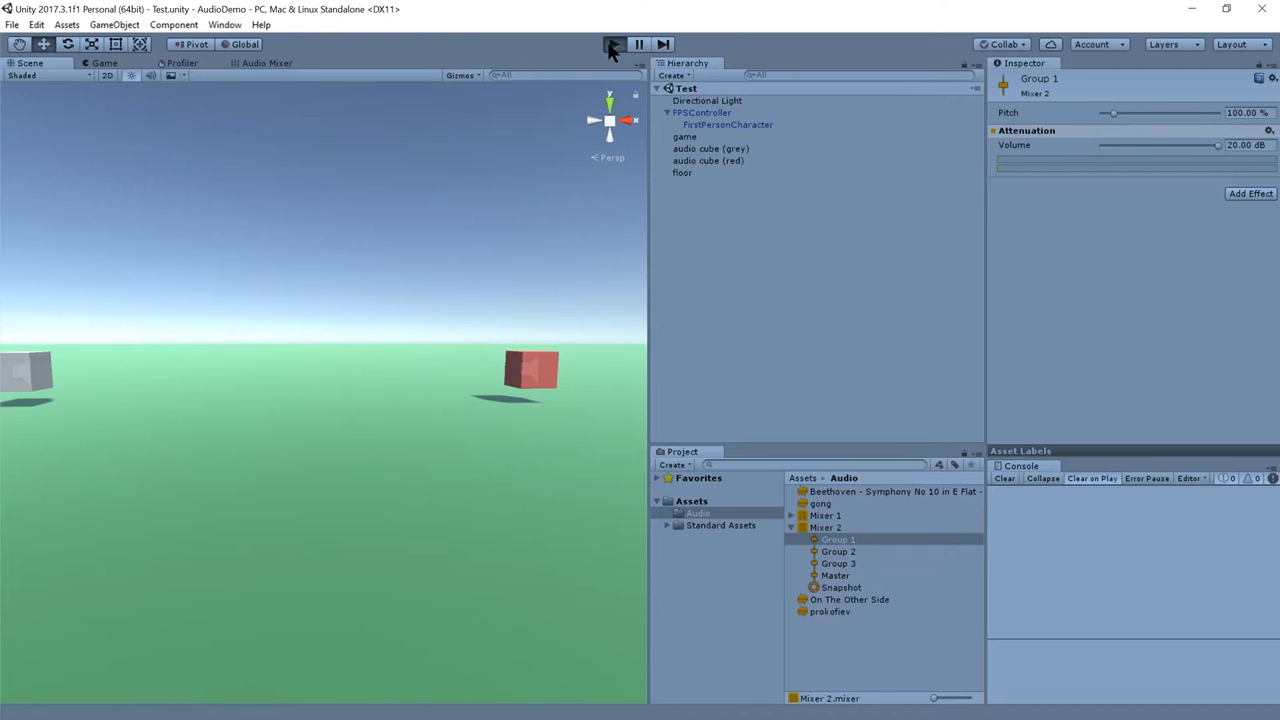 Unity 2017.3.1f1 Personal (64bit) - Test.unity - AudioDemo - PC, Mac & Linux Standalone <DX11>
File Edit Assets GameObject Component Window Help
Pivot Global Collab Account Layers Layout
Scene Game Profiler Audio Mixer
Shaded 2D Gizmos All
y
x
Persp
Hierarchy
Create All
Test
Directional Light
FPSController
FirstPersonCharacter
game
audio cube (grey)
audio cube (red)
floor
Inspector
Group 1
Mixer 2
Pitch 100.00 %
Attenuation
Volume 20.00 dB
Add Effect
Asset Labels
Project
Create
Favorites
Assets
Audio
Standard Assets
Assets Audio
Beethoven - Symphony No 10 in E Flat -
gong
Mixer 1
Mixer 2
Group 1
Group 2
Group 3
Master
Snapshot
On The Other Side
prokofiev
Mixer 2.mixer
Console
Clear Collapse Clear on Play Error Pause Editor 0 0